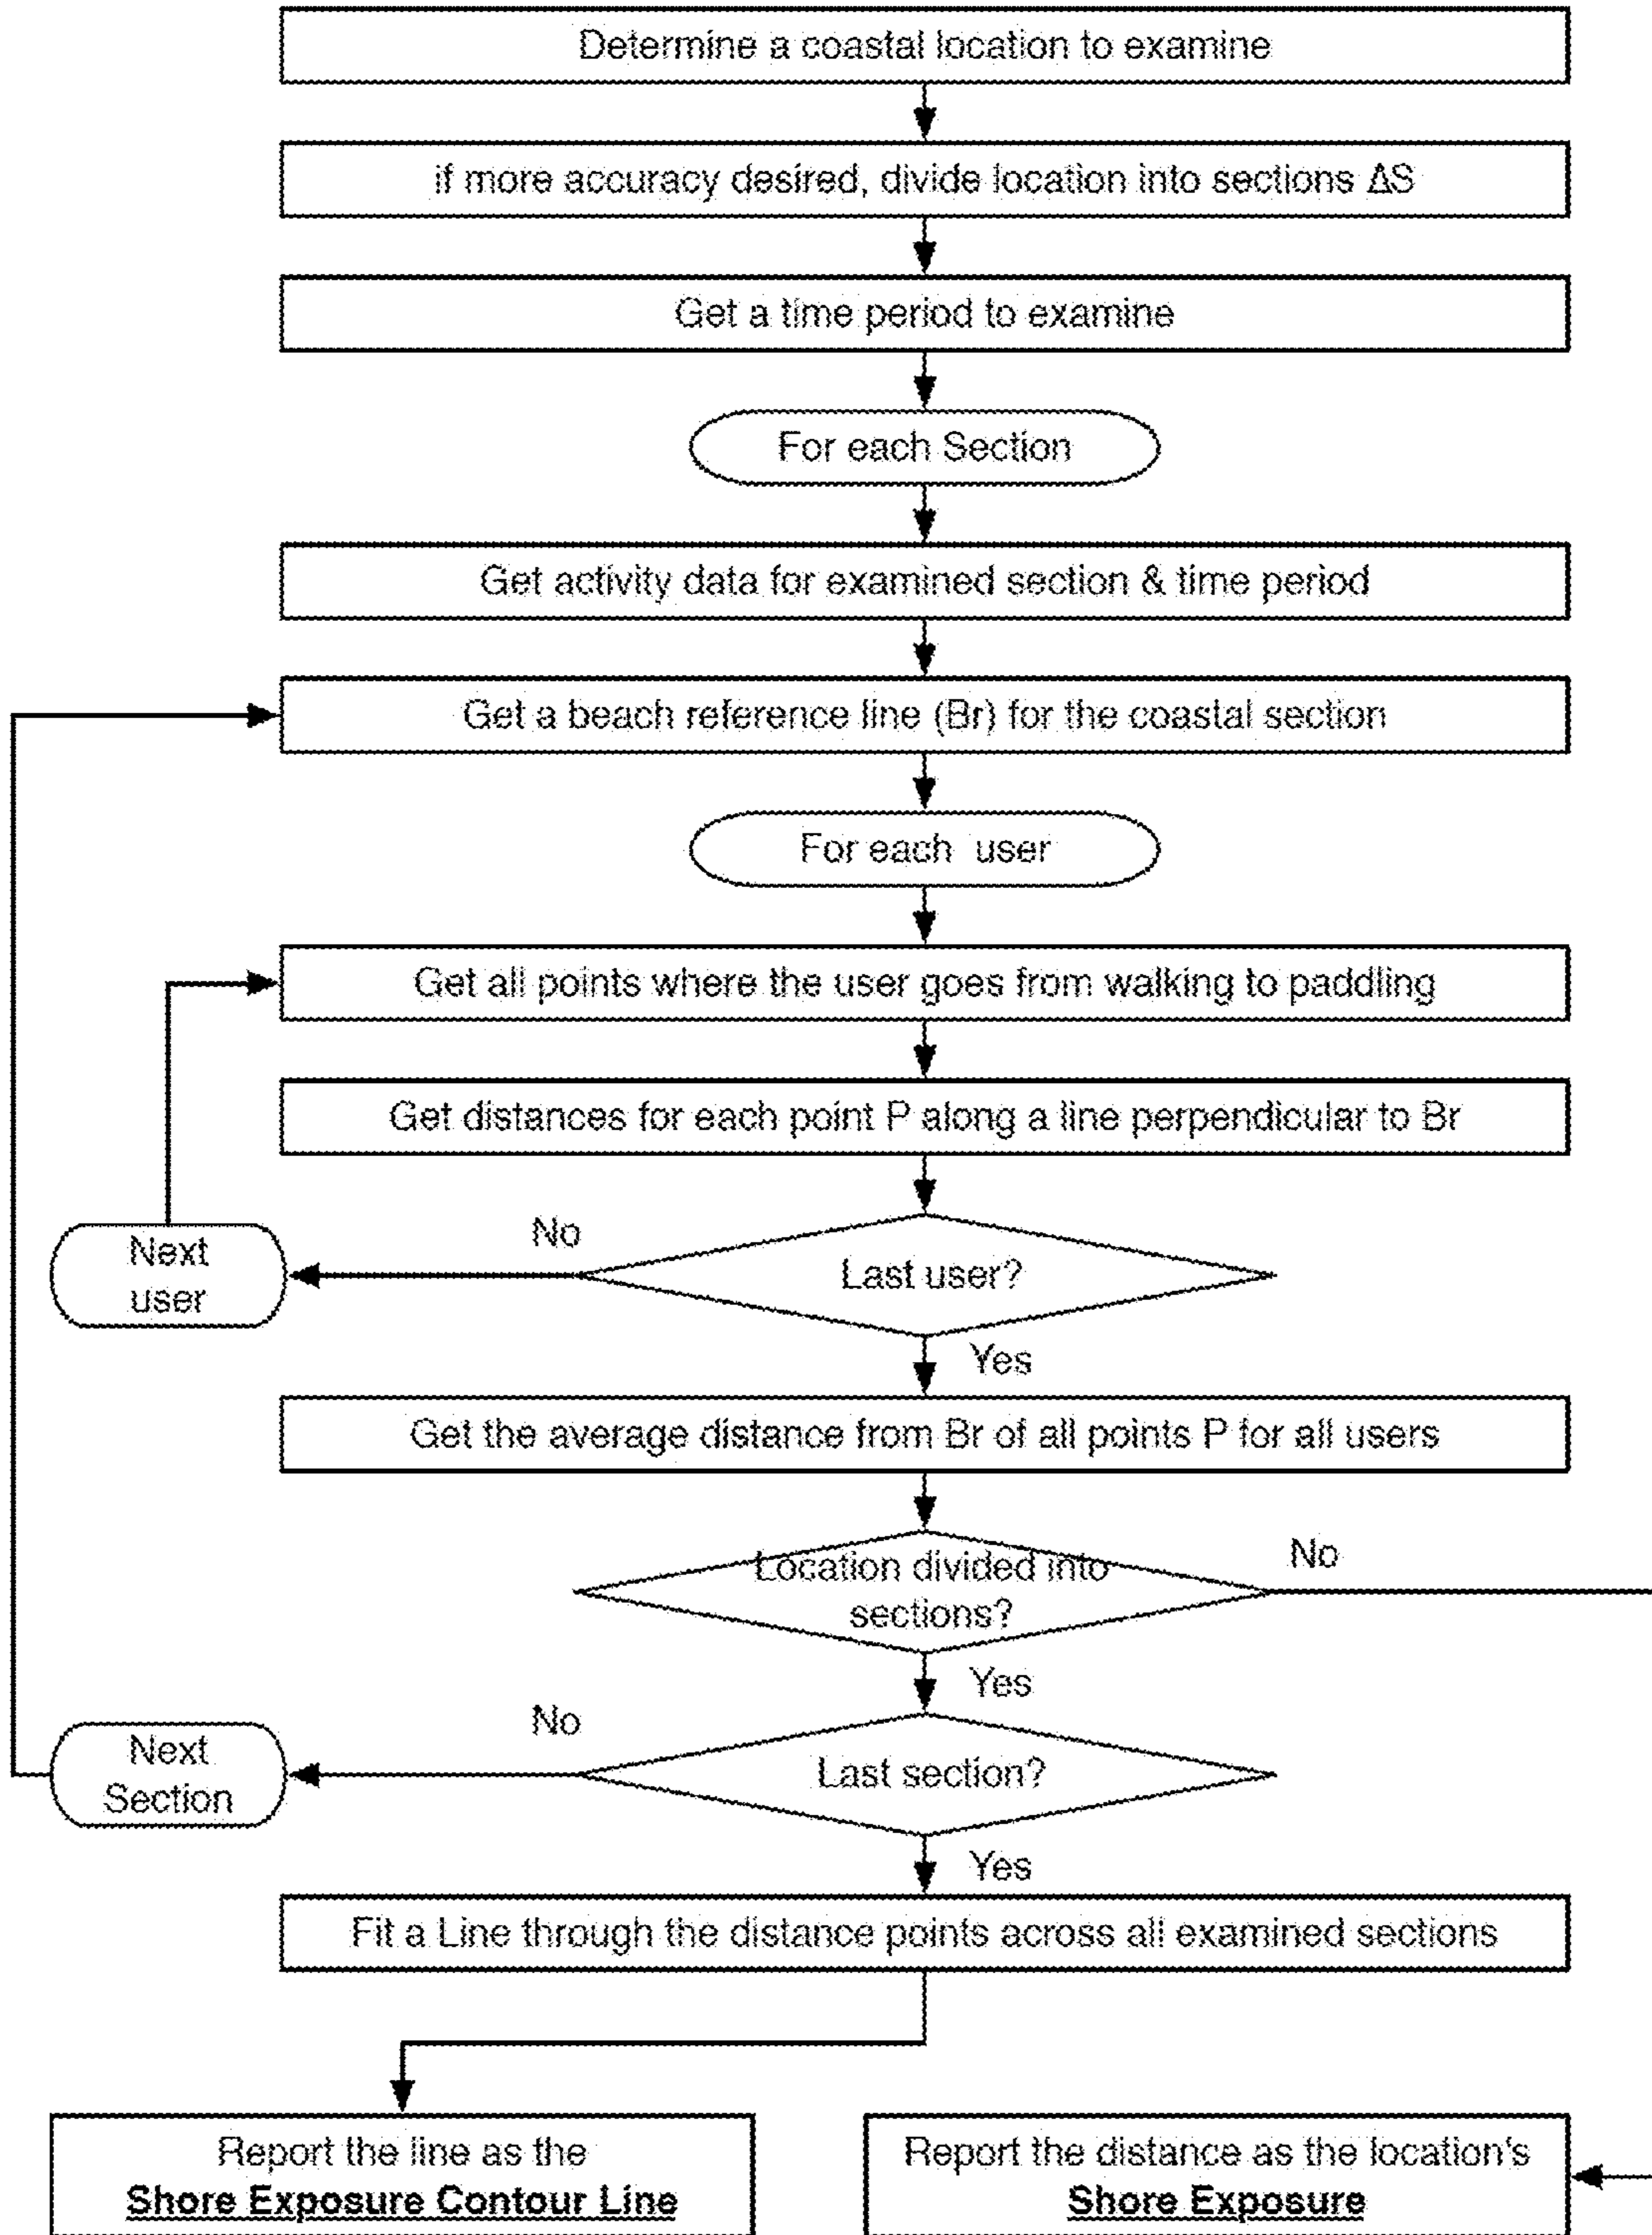 Determine a coastal location to examine
if more accuracy desired, divide location into sections ΔS
Get a time period to examine
For each Section
Get activity data for examined section & time period
Get a beach reference line (Br) for the coastal section
For each user
Get all points where the user goes from walking to paddling
Get distances for each point P along a line perpendicular to Br
No
Next
user
Last user?
Yes
Get the average distance from Br of all points P for all users
No
Location divided into
sections?
Yes
No
Next
Section
Last section?
Yes
Fit a Line through the distance points across all examined sections
Report the line as the
Shore Exposure Contour Line
Report the distance as the location's
Shore Exposure